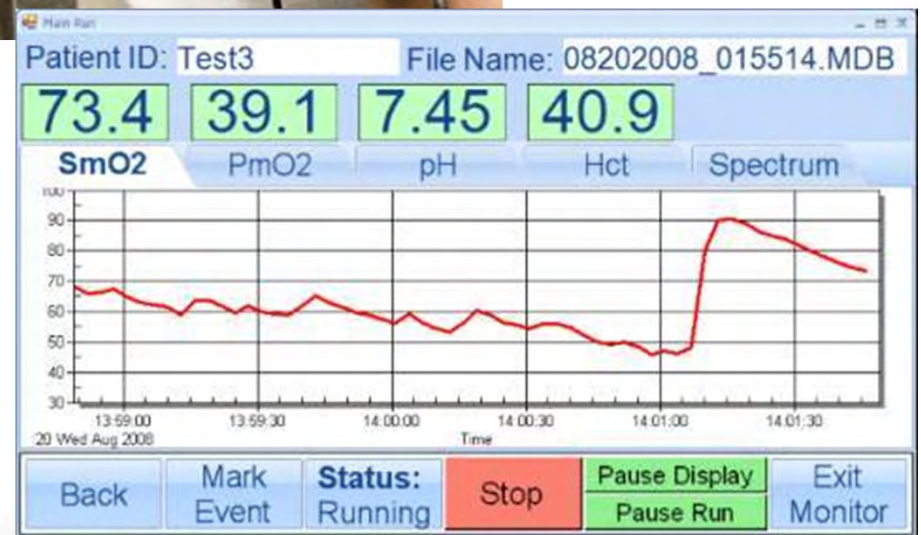 Main Run
Patient ID: Test3 File Name: 08202008_015514.MDB
73.4 39.1 7.45 40.9
SmO2 PmO2 pH Hct Spectrum
100
90
80
70
60
50
40
30
13:59:00 13:59:30 14:00:00 14:00:30 14:01:00 14:01:30
20 Wed Aug 2008 Time
Back Mark Event Status: Running Stop Pause Display Pause Run Exit Monitor